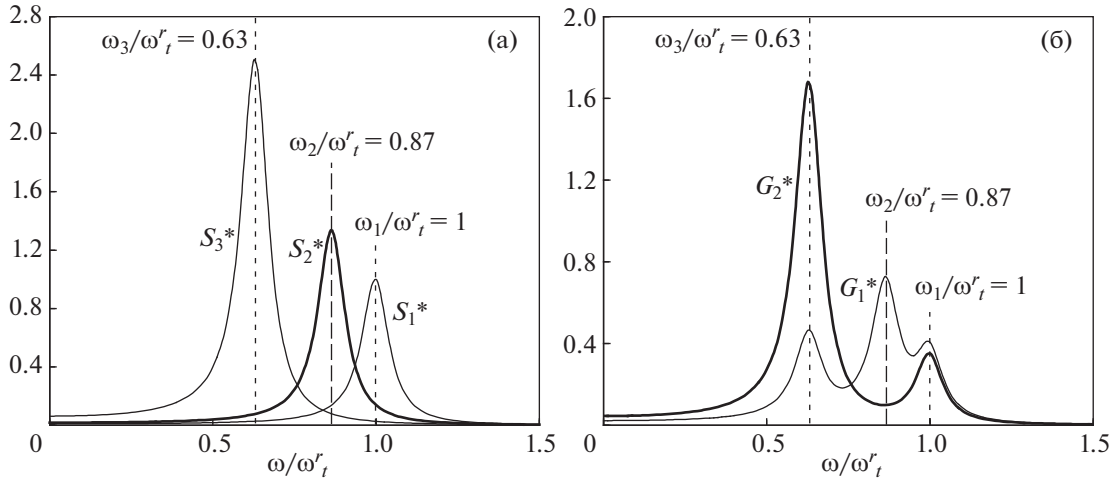 2.8
2.4
2.0
1.6
1.2
0.8
0.4
0
0.5
1.0
1.5
ω/ωʳₜ
(а)
ω₃/ωʳₜ = 0.63
ω₂/ωʳₜ = 0.87
ω₁/ωʳₜ = 1
S₃*
S₂*
S₁*
2.0
1.6
1.2
0.8
0.4
0
0.5
1.0
1.5
ω/ωʳₜ
(б)
ω₃/ωʳₜ = 0.63
G₂*
ω₂/ωʳₜ = 0.87
G₁*
ω₁/ωʳₜ = 1